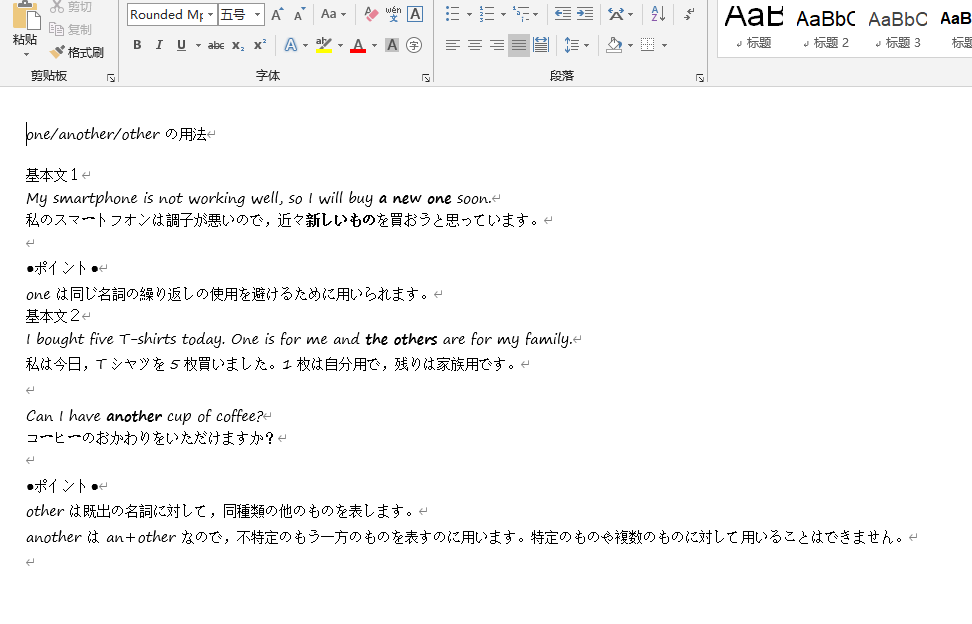 剪切
Rounded Mp 五号 Aa wén 文 A
AaB AaBbC AaBbC AaB
复制
粘贴
格式刷
B I U abc x₂ x² A ab A A 字
标题 标题 2 标题 3 标题
剪贴板 字体 段落
one/another/other の用法
基本文１
My smartphone is not working well, so I will buy a new one soon.
私のスマートフォンは調子が悪いので，近々新しいものを買おうと思っています。
●ポイント●
one は同じ名詞の繰り返しの使用を避けるために用いられます。
基本文２
I bought five T-shirts today. One is for me and the others are for my family.
私は今日，Ｔシャツを 5 枚買いました。1 枚は自分用で，残りは家族用です。
Can I have another cup of coffee?
コーヒーのおかわりをいただけますか？
●ポイント●
other は既出の名詞に対して，同種類の他のものを表します。
another は an＋other なので，不特定のもう一方のものを表すのに用います。特定のものや複数のものに対して用いることはできません。